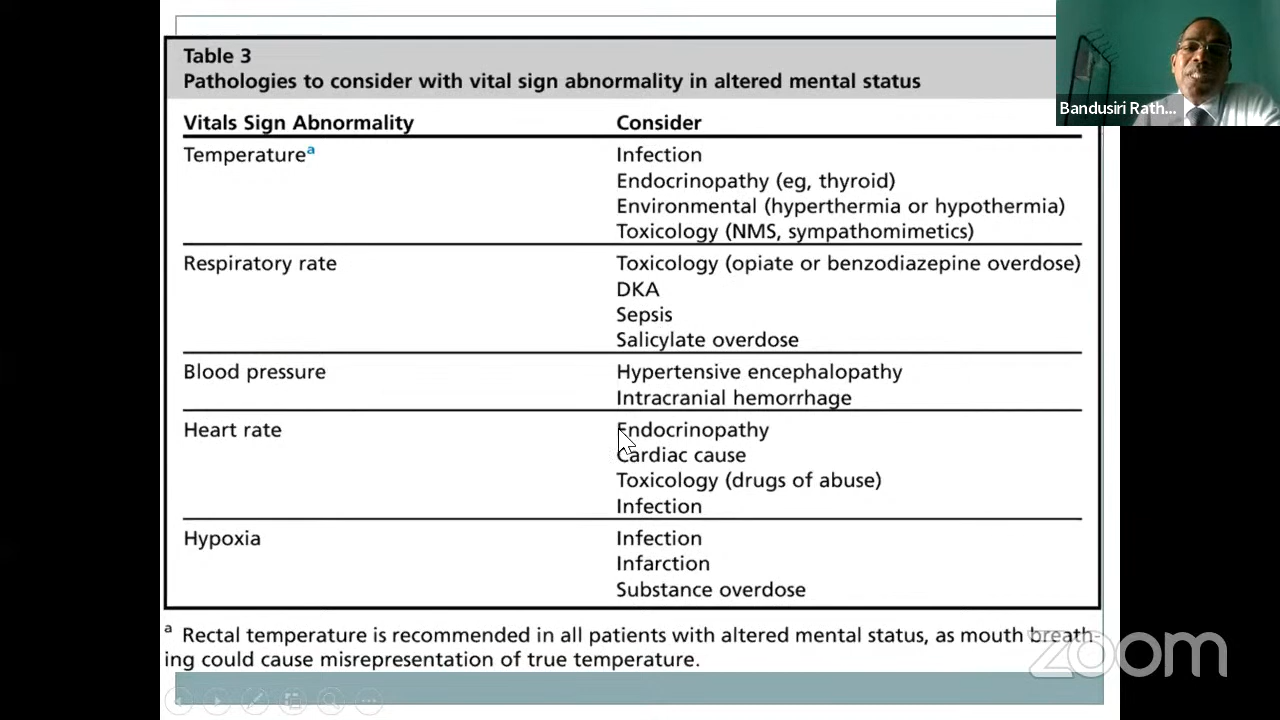 Table 3
Pathologies to consider with vital sign abnormality in altered mental status
Vitals Sign Abnormality Consider
Temperatureᵃ Infection
Endocrinopathy (eg, thyroid)
Environmental (hyperthermia or hypothermia)
Toxicology (NMS, sympathomimetics)
Respiratory rate Toxicology (opiate or benzodiazepine overdose)
DKA
Sepsis
Salicylate overdose
Blood pressure Hypertensive encephalopathy
Intracranial hemorrhage
Heart rate Endocrinopathy
Cardiac cause
Toxicology (drugs of abuse)
Infection
Hypoxia Infection
Infarction
Substance overdose
ᵃ Rectal temperature is recommended in all patients with altered mental status, as mouth breath-
ing could cause misrepresentation of true temperature.
Bandusiri Rath...
zoom